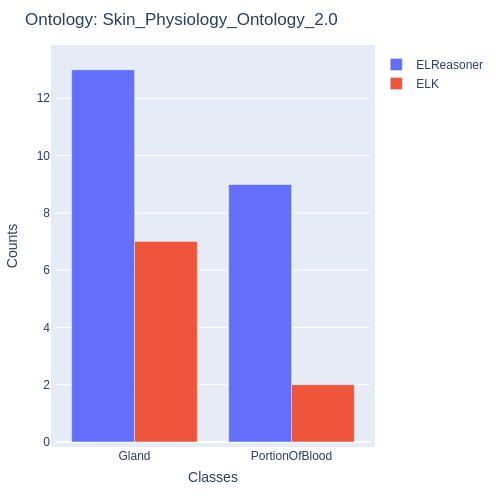 Ontology: Skin_Physiology_Ontology_2.0
ELReasoner
ELK
Counts
12
10
8
6
4
2
0
Gland
PortionOfBlood
Classes